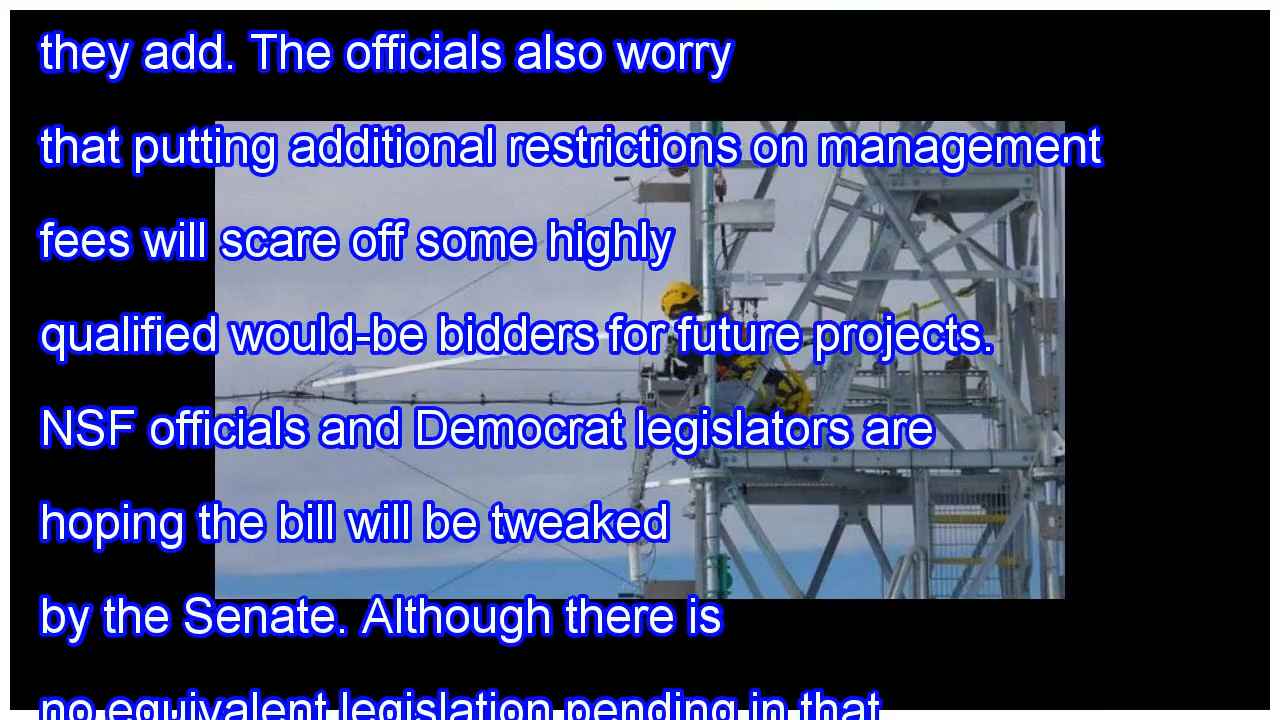 they add. The officials also worry
that putting additional restrictions on management
fees will scare off some highly
qualified would-be bidders for future projects.
NSF officials and Democrat legislators are
hoping the bill will be tweaked
by the Senate. Although there is
no equivalent legislation pending in that